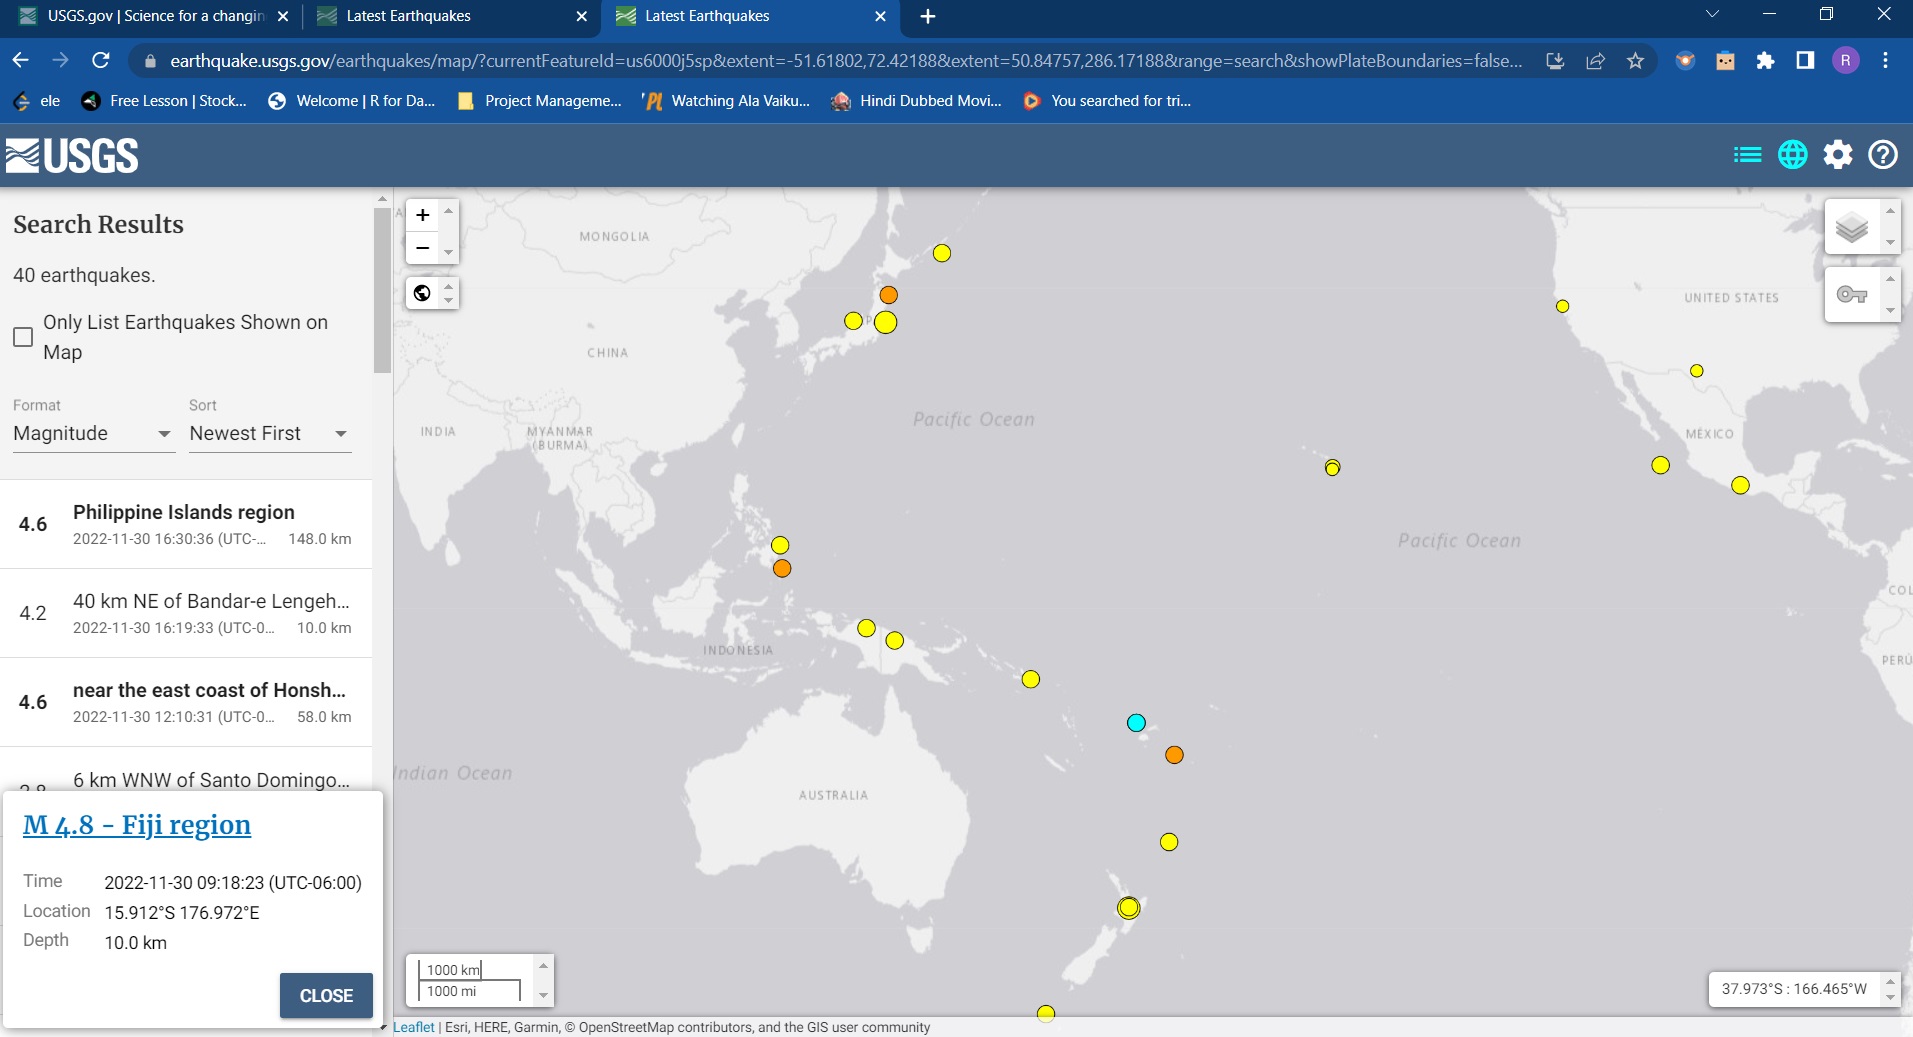 USGS.gov | Science for a changin
Latest Earthquakes
Latest Earthquakes
earthquake.usgs.gov/earthquakes/map/?currentFeatureId=us6000j5sp&extent=-51.61802,72.42188&extent=50.84757,286.17188&range=search&showPlateBoundaries=false...
R
ele
Free Lesson | Stock...
Welcome | R for Da...
Project Manageme...
Watching Ala Vaiku...
Hindi Dubbed Movi...
You searched for tri...
USGS
Search Results
40 earthquakes.
Only List Earthquakes Shown on
Map
Format
Sort
Magnitude
Newest First
4.6
Philippine Islands region
2022-11-30 16:30:36 (UTC-...
148.0 km
4.2
40 km NE of Bandar-e Lengeh...
2022-11-30 16:19:33 (UTC-0...
10.0 km
4.6
near the east coast of Honsh...
2022-11-30 12:10:31 (UTC-0...
58.0 km
6 km WNW of Santo Domingo...
M 4.8 - Fiji region
Time
2022-11-30 09:18:23 (UTC-06:00)
Location
15.912°S 176.972°E
Depth
10.0 km
CLOSE
+
−
MONGOLIA
CHINA
INDIA
MYANMAR
(BURMA)
Pacific Ocean
UNITED STATES
MÉXICO
Pacific Ocean
COL
PERÚ
INDONESIA
Indian Ocean
AUSTRALIA
1000 km
1000 mi
37.973°S : 166.465°W
Leaflet | Esri, HERE, Garmin, © OpenStreetMap contributors, and the GIS user community